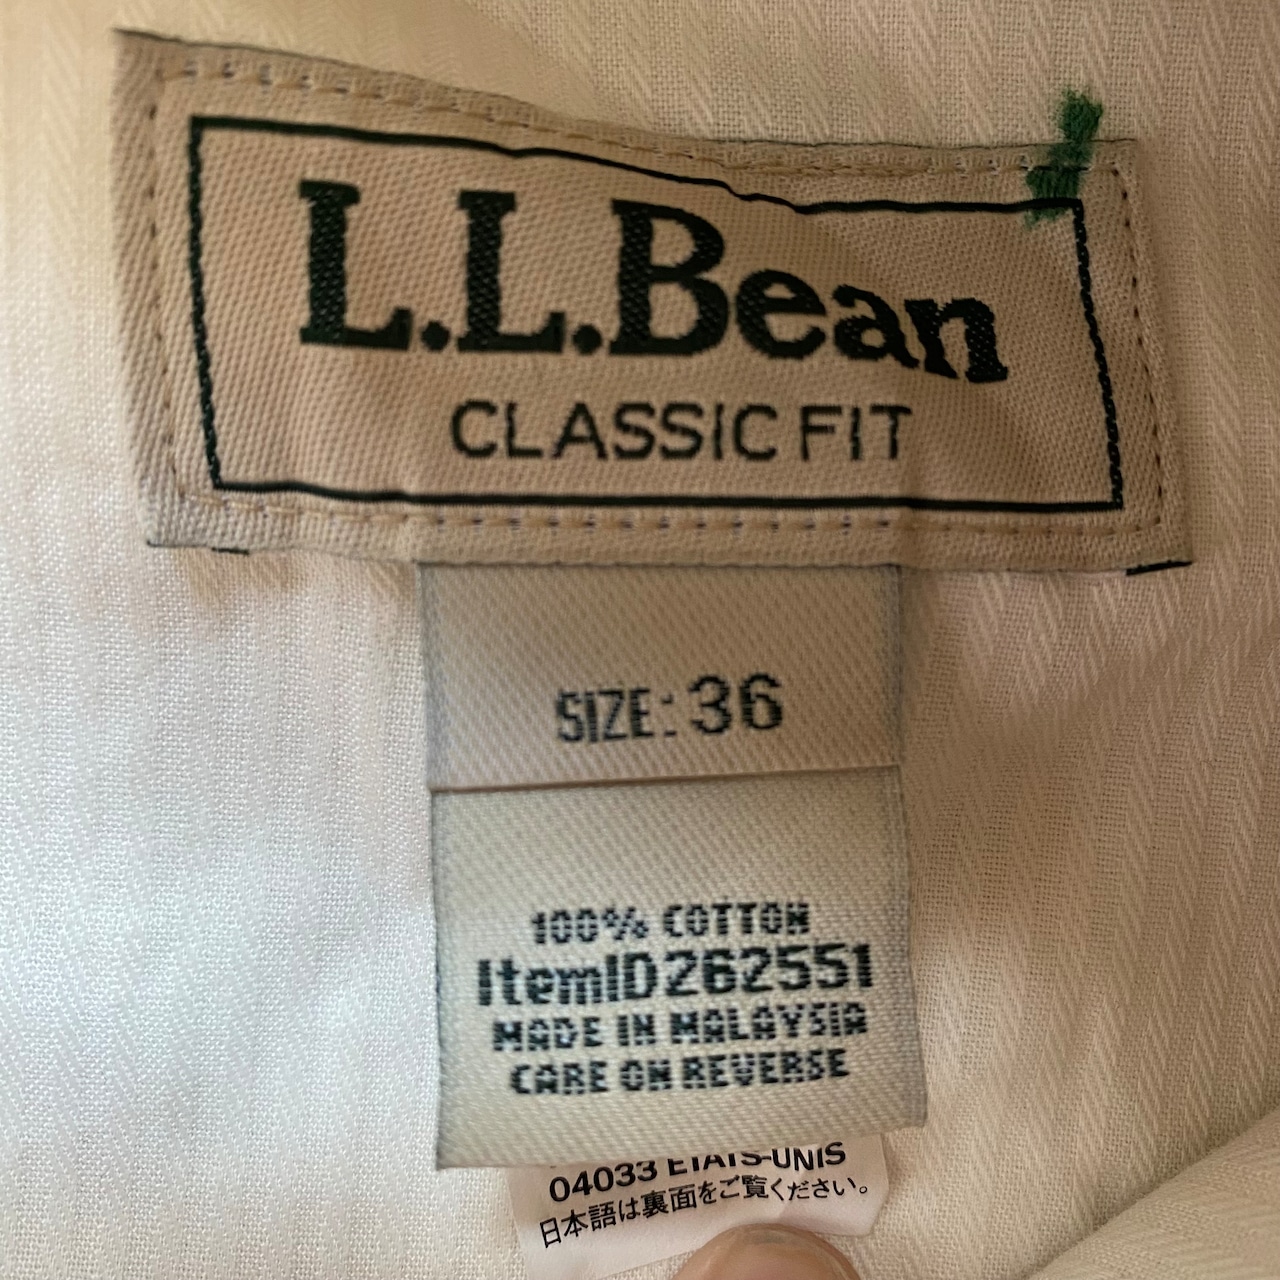 L.L.Bean
CLASSIC FIT
SIZE: 36
100% COTTON
ItemID262551
MADE IN MALAYSIA
CARE ON REVERSE
04033 ETATS-UNIS
日本語は裏面をご覧ください。